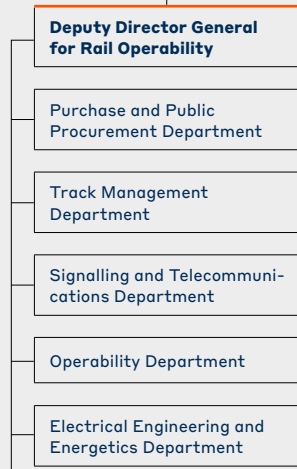 Deputy Director General
for Rail Operability
Purchase and Public
Procurement Department
Track Management
Department
Signalling and Telecommuni-
cations Department
Operability Department
Electrical Engineering and
Energetics Department